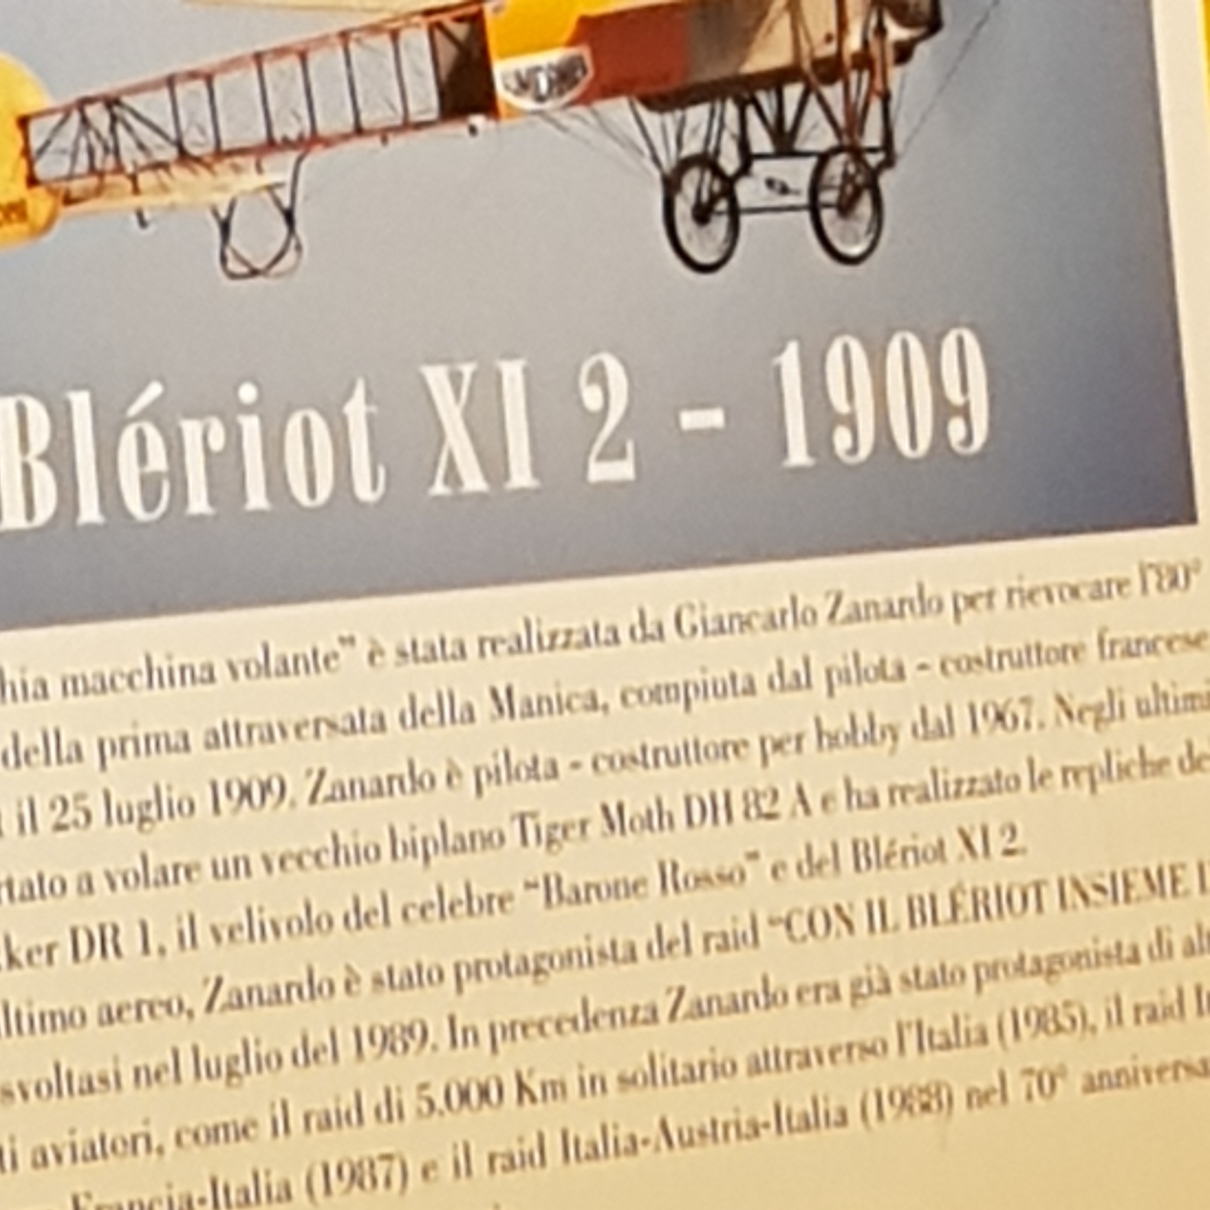 Blériot XI 2 - 1909
hia macchina volante" è stata realizzata da Giancarlo Zanardo per rievocare l'80°
della prima attraversata della Manica, compiuta dal pilota - costruttore francese
il 25 luglio 1909. Zanardo è pilota - costruttore per hobby dal 1967. Negli ultimi
tato a volare un vecchio biplano Tiger Moth DH 82 A e ha realizzato le repliche de
ker DR 1, il velivolo del celebre "Barone Rosso" e del Blériot XI 2.
ltimo aereo, Zanardo è stato protagonista del raid "CON IL BLÉRIOT INSIEME
svoltasi nel luglio del 1989. In precedenza Zanardo era già stato protagonista di al
ti aviatori, come il raid di 5.000 Km in solitario attraverso l'Italia (1985), il raid I
Francia-Italia (1987) e il raid Italia-Austria-Italia (1988) nel 70° anniversa